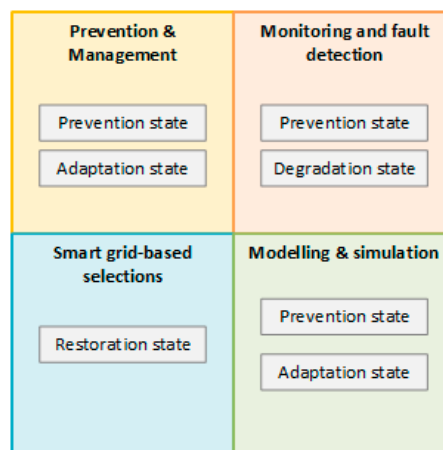 Prevention &
Management
Prevention state
Adaptation state
Monitoring and fault
detection
Prevention state
Degradation state
Smart grid-based
selections
Restoration state
Modelling & simulation
Prevention state
Adaptation state